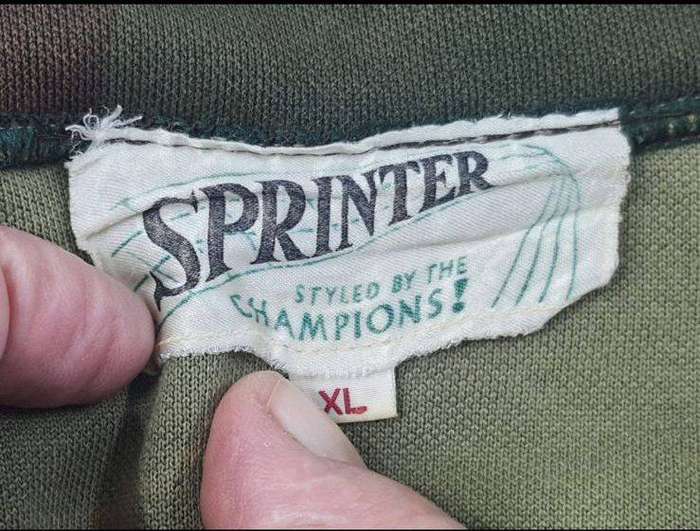 SPRINTER
STYLED BY THE
CHAMPIONS!
XL